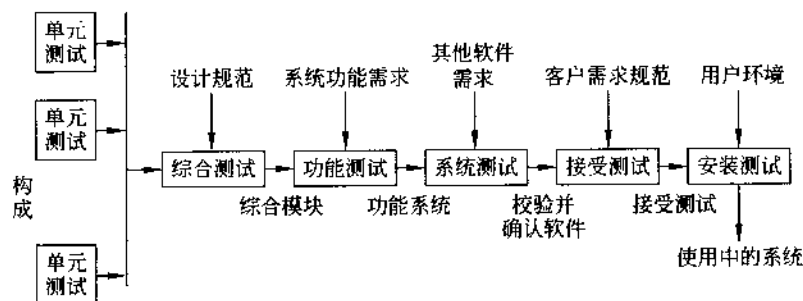 单元
测试
单元
测试
构
成
单元
测试
设计规范
系统功能需求
其他软件
需求
客户需求规范
用户环境
综合测试
功能测试
系统测试
接受测试
安装测试
综合模块
功能系统
校验并
确认软件
接受测试
使用中的系统